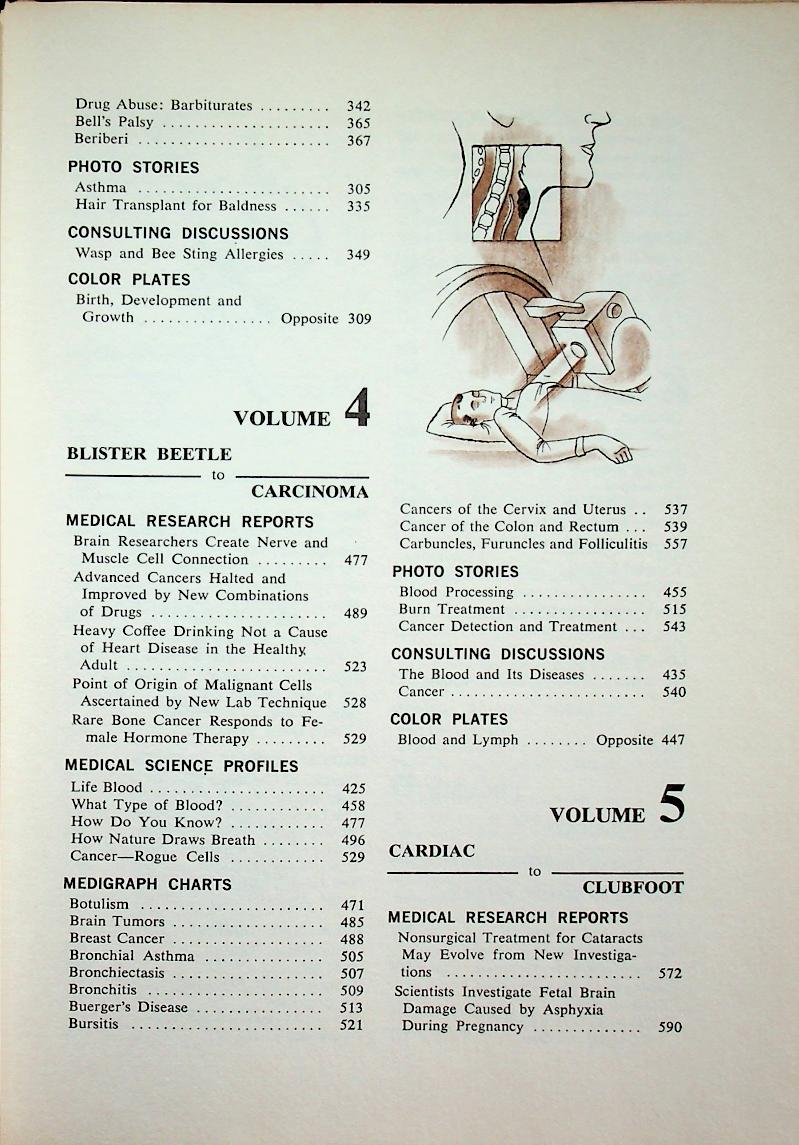 Drug Abuse: Barbiturates ......... 342
Bell's Palsy ..................... 365
Beriberi ........................ 367
PHOTO STORIES
Asthma ........................ 305
Hair Transplant for Baldness ...... 335
CONSULTING DISCUSSIONS
Wasp and Bee Sting Allergies ..... 349
COLOR PLATES
Birth, Development and
Growth ................ Opposite 309
VOLUME 4
BLISTER BEETLE
to
CARCINOMA
MEDICAL RESEARCH REPORTS
Brain Researchers Create Nerve and
Muscle Cell Connection ......... 477
Advanced Cancers Halted and
Improved by New Combinations
of Drugs ...................... 489
Heavy Coffee Drinking Not a Cause
of Heart Disease in the Healthy
Adult ......................... 523
Point of Origin of Malignant Cells
Ascertained by New Lab Technique 528
Rare Bone Cancer Responds to Fe-
male Hormone Therapy ......... 529
MEDICAL SCIENCE PROFILES
Life Blood ...................... 425
What Type of Blood? ............ 458
How Do You Know? ............ 477
How Nature Draws Breath ........ 496
Cancer—Rogue Cells ............ 529
MEDIGRAPH CHARTS
Botulism ....................... 471
Brain Tumors ................... 485
Breast Cancer ................... 488
Bronchial Asthma ............... 505
Bronchiectasis ................... 507
Bronchitis ...................... 509
Buerger's Disease ................ 513
Bursitis ........................ 521
Cancers of the Cervix and Uterus .. 537
Cancer of the Colon and Rectum ... 539
Carbuncles, Furuncles and Folliculitis 557
PHOTO STORIES
Blood Processing ................ 455
Burn Treatment ................. 515
Cancer Detection and Treatment ... 543
CONSULTING DISCUSSIONS
The Blood and Its Diseases ....... 435
Cancer ......................... 540
COLOR PLATES
Blood and Lymph ........ Opposite 447
VOLUME 5
CARDIAC
to
CLUBFOOT
MEDICAL RESEARCH REPORTS
Nonsurgical Treatment for Cataracts
May Evolve from New Investiga-
tions ......................... 572
Scientists Investigate Fetal Brain
Damage Caused by Asphyxia
During Pregnancy .............. 590